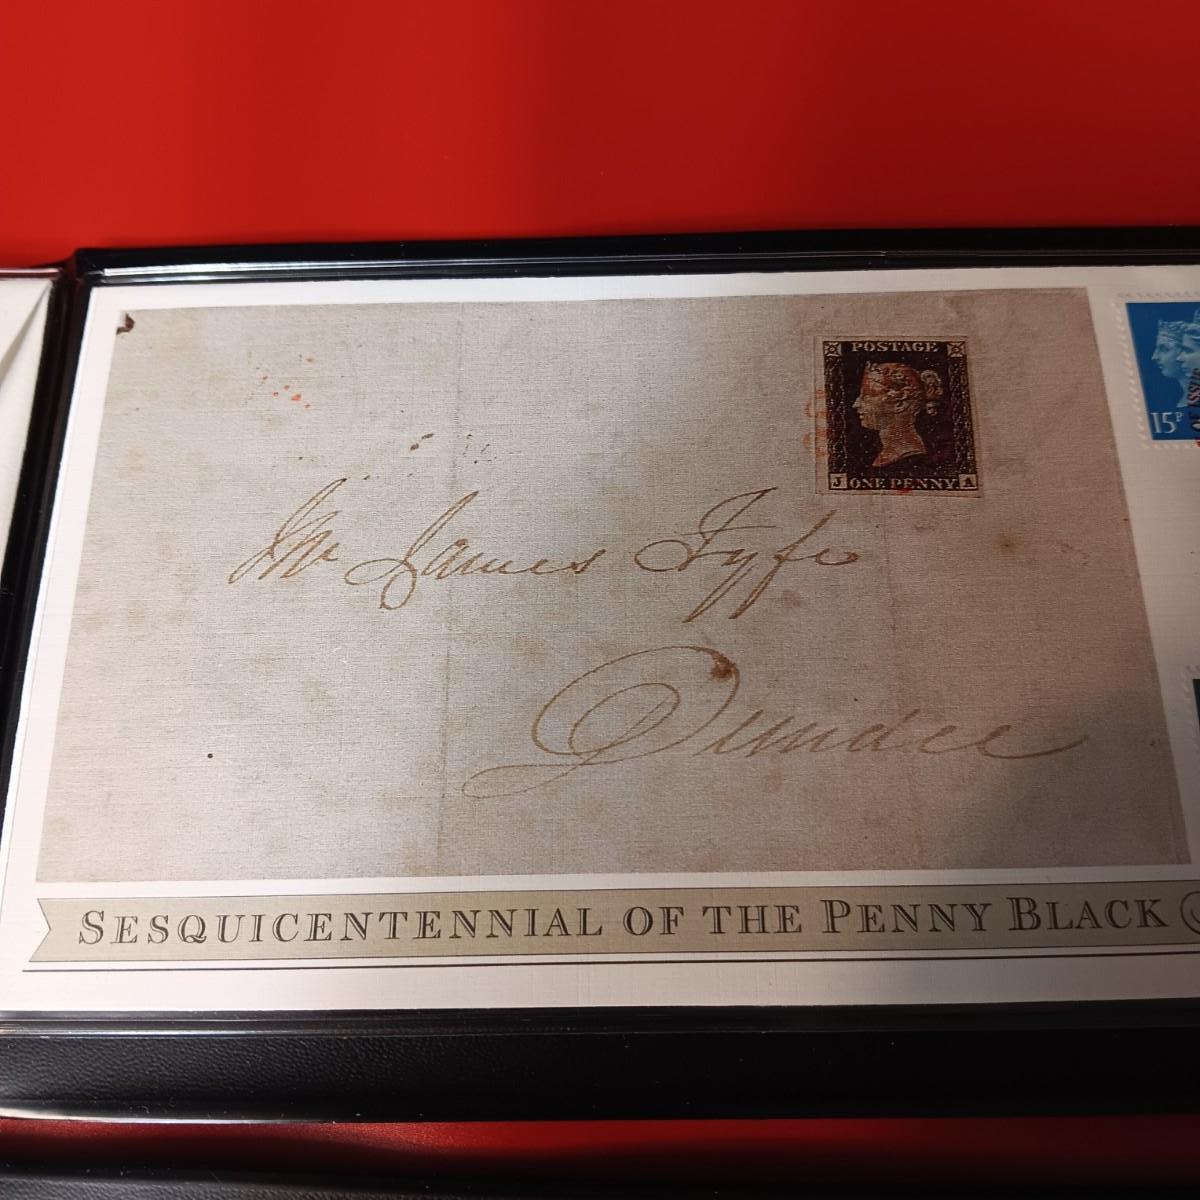 POSTAGE
J ONE PENNY A
15P
Mr James Fyfe
Dundee
SESQUICENTENNIAL OF THE PENNY BLACK